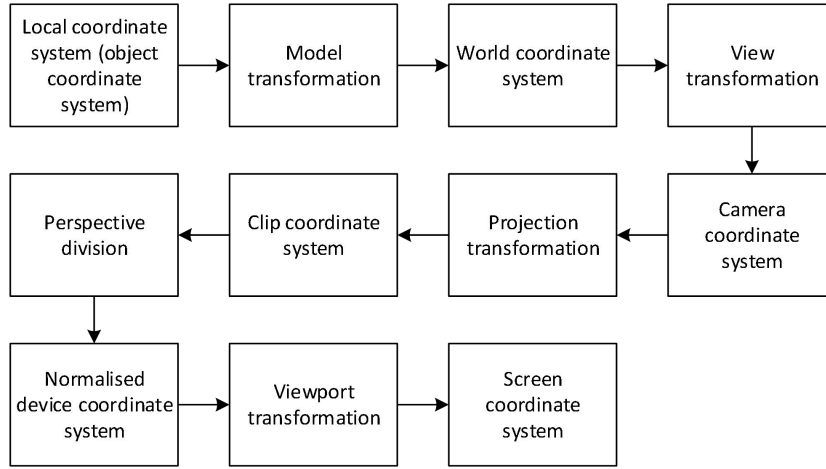 Local coordinate
system (object
coordinate
system)
Model
transformation
World coordinate
system
View
transformation
Perspective
division
Clip coordinate
system
Projection
transformation
Camera
coordinate
system
Normalised
device coordinate
system
Viewport
transformation
Screen
coordinate
system